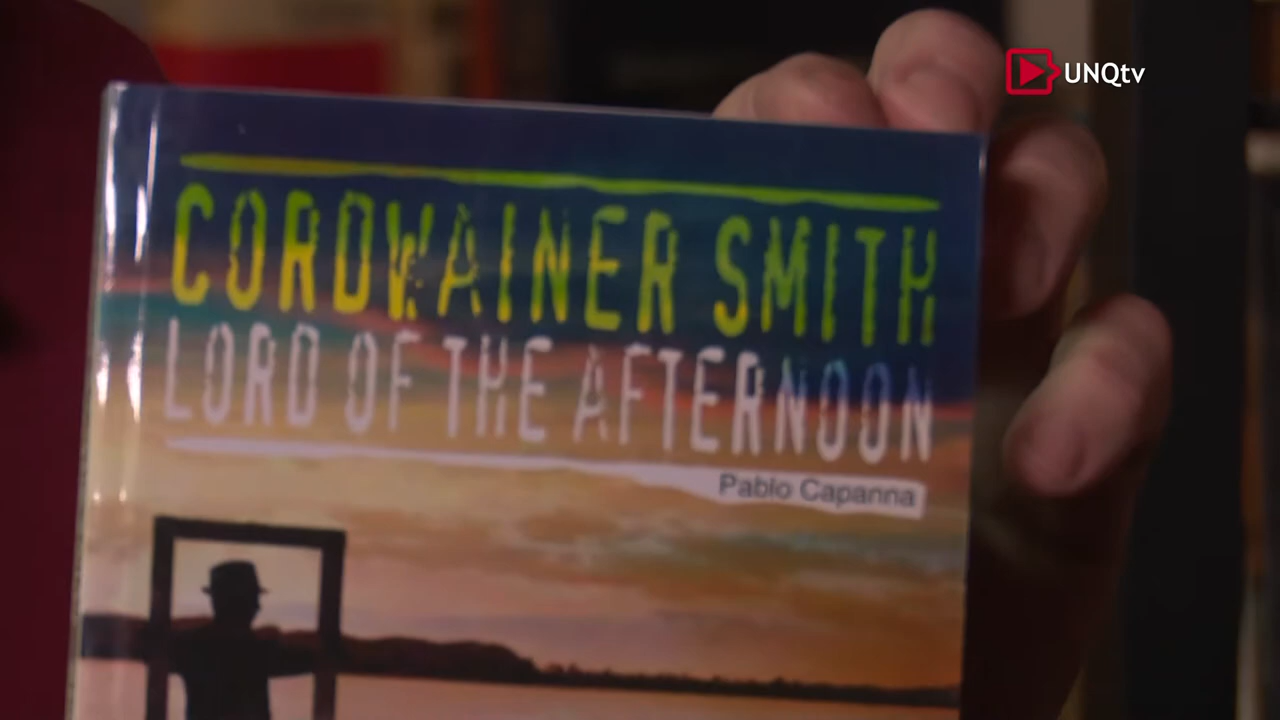 UNQtv
CORDWAINER SMITH
LORD OF THE AFTERNOON
Pablo Capanna